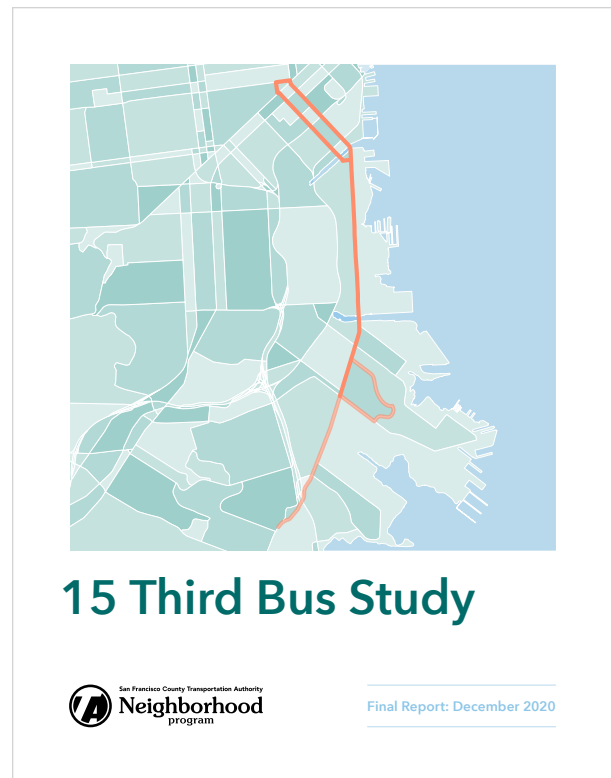 15 Third Bus Study
San Francisco County Transportation Authority
Neighborhood
program
Final Report: December 2020